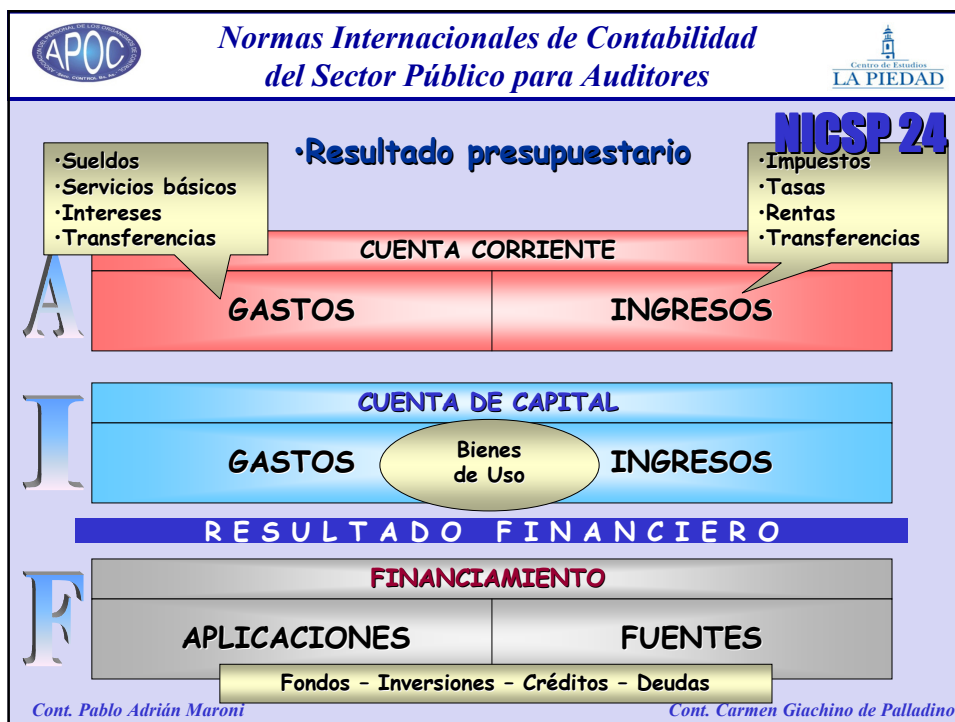 APOC
Normas Internacionales de Contabilidad
del Sector Público para Auditores
Centro de Estudios
LA PIEDAD
NICSP 24
•Resultado presupuestario
•Sueldos
•Servicios básicos
•Intereses
•Transferencias
•Impuestos
•Tasas
•Rentas
•Transferencias
A
CUENTA CORRIENTE
GASTOS
INGRESOS
I
CUENTA DE CAPITAL
GASTOS
Bienes
de Uso
INGRESOS
RESULTADO FINANCIERO
F
FINANCIAMIENTO
APLICACIONES
FUENTES
Fondos – Inversiones – Créditos – Deudas
Cont. Pablo Adrián Maroni
Cont. Carmen Giachino de Palladino